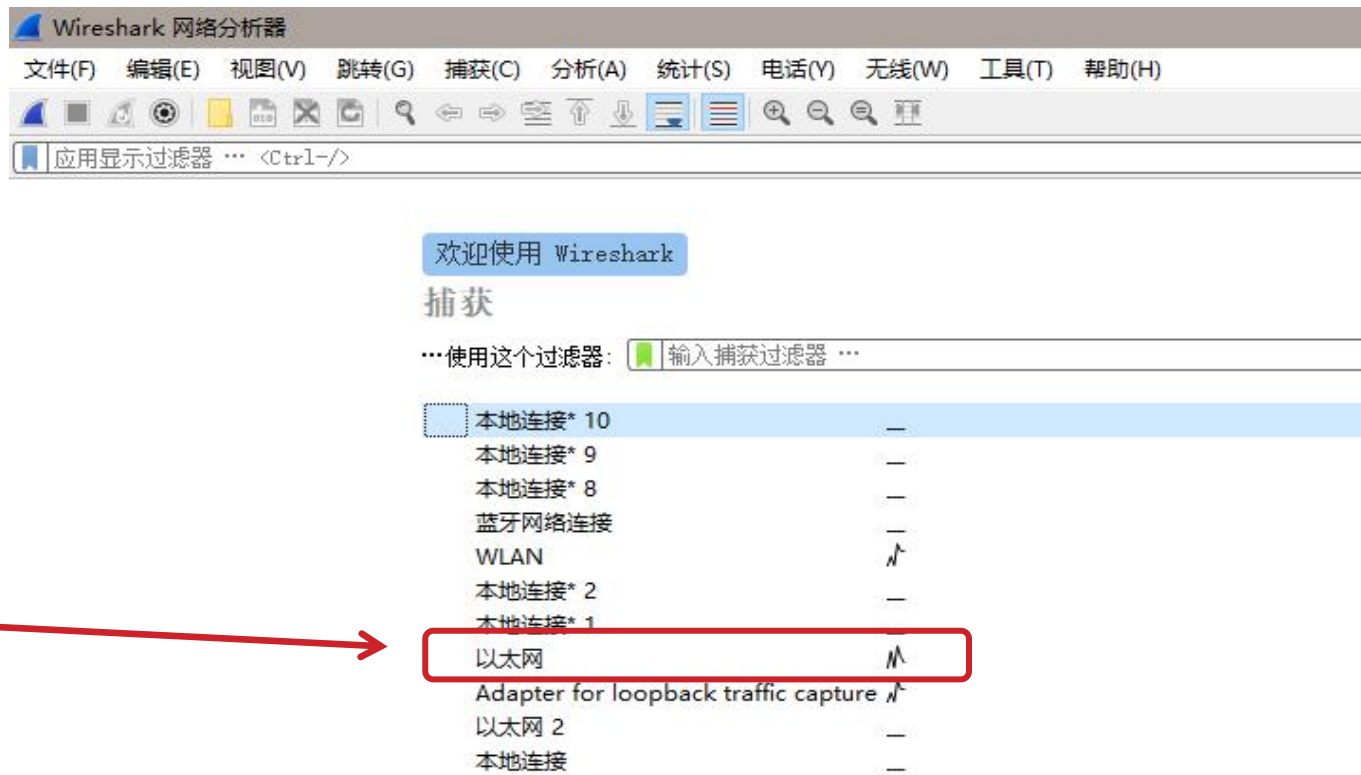 Wireshark 网络分析器
文件(F) 编辑(E) 视图(V) 跳转(G) 捕获(C) 分析(A) 统计(S) 电话(Y) 无线(W) 工具(T) 帮助(H)
应用显示过滤器 … <Ctrl-/>
欢迎使用 Wireshark
捕获
…使用这个过滤器: 输入捕获过滤器 …
本地连接* 10
本地连接* 9
本地连接* 8
蓝牙网络连接
WLAN
本地连接* 2
本地连接* 1
以太网
Adapter for loopback traffic capture
以太网 2
本地连接